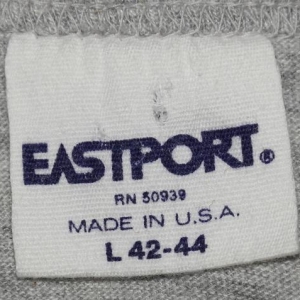 EASTPORT®
RN 50939
MADE IN U.S.A.
L 42-44